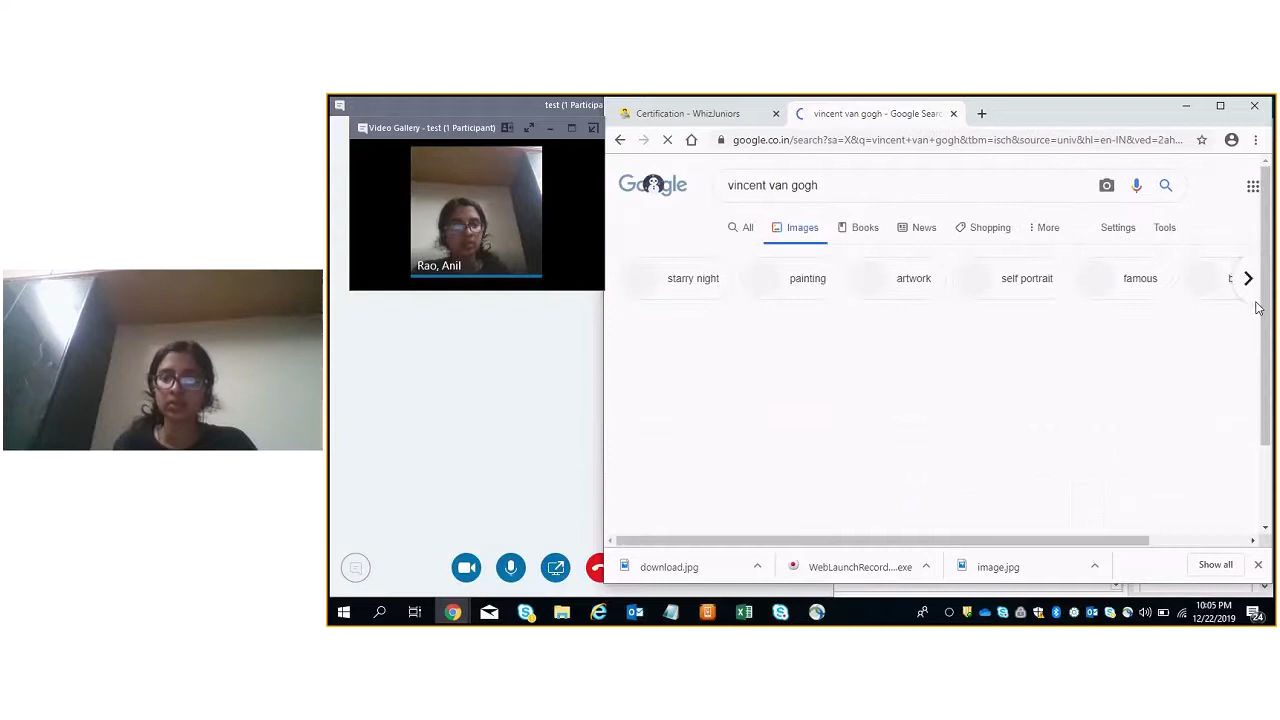 test (1 Participa
Video Gallery - test (1 Participant)
Rao, Anil
Certification - WhizJuniors
vincent van gogh - Google Searc
google.co.in/search?sa=X&q=vincent+van+gogh&tbm=isch&source=univ&hl=en-IN&ved=2ah...
Google
vincent van gogh
All
Images
Books
News
Shopping
More
Settings
Tools
starry night
painting
artwork
self portrait
famous
download.jpg
WebLaunchRecord....exe
image.jpg
Show all
10:05 PM
12/22/2019
24